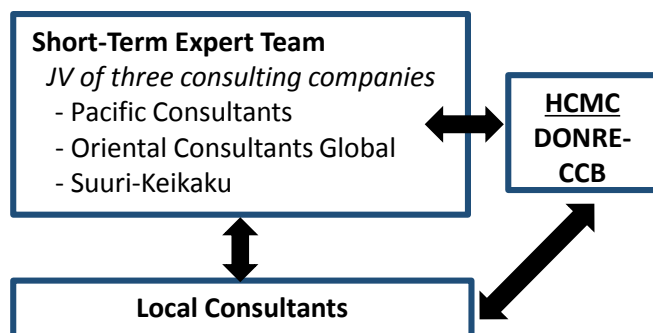 Short-Term Expert Team
JV of three consulting companies
- Pacific Consultants
- Oriental Consultants Global
- Suuri-Keikaku
HCMC
DONRE-
CCB
Local Consultants